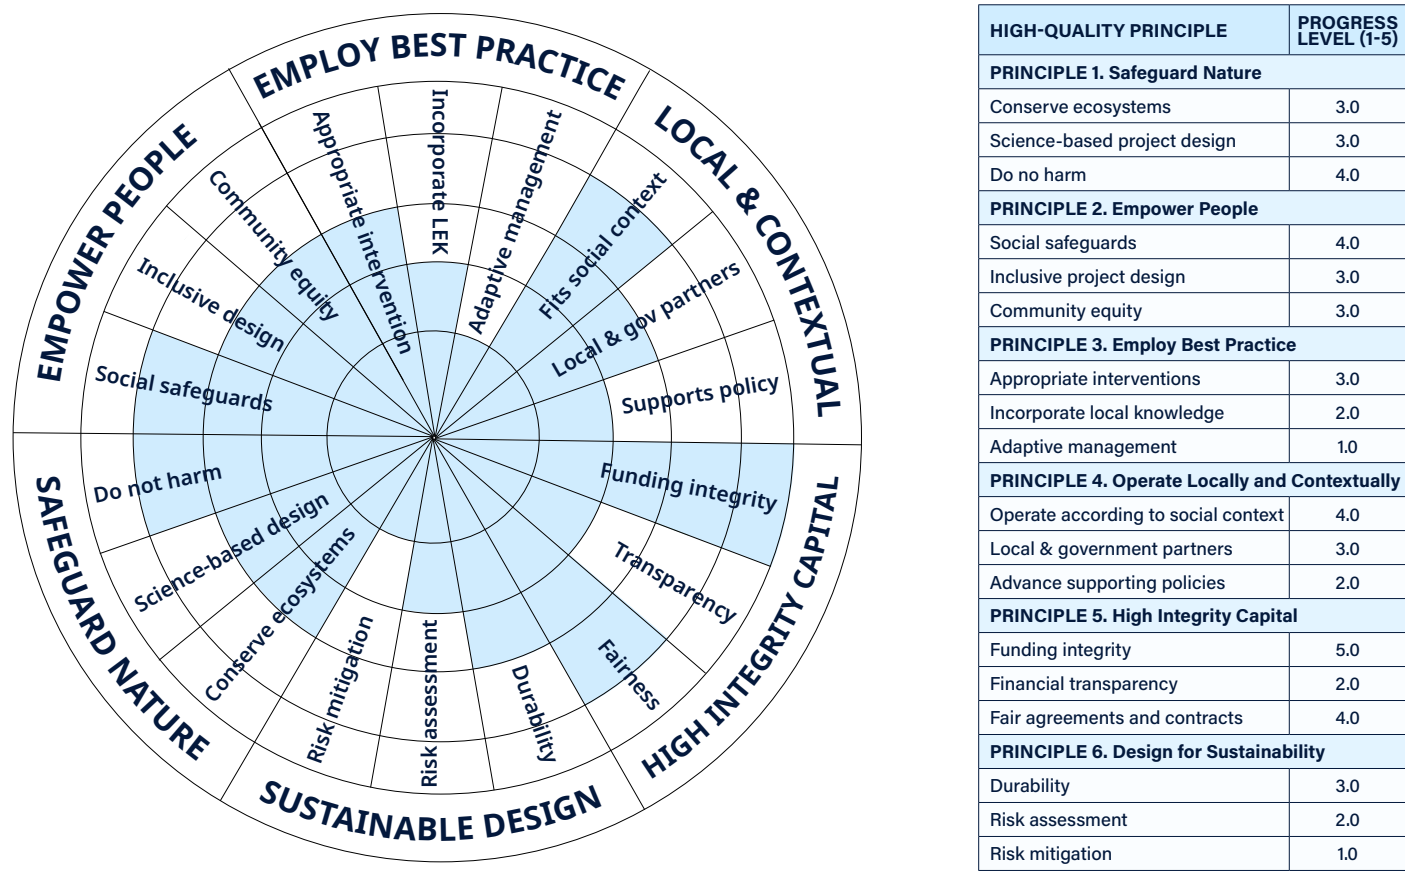 EMPLOY BEST PRACTICE
LOCAL & CONTEXTUAL
HIGH INTEGRITY CAPITAL
SUSTAINABLE DESIGN
SAFEGUARD NATURE
EMPOWER PEOPLE
Appropriate intervention
Incorporate LEK
Adaptive management
Fits social context
Local & gov partners
Supports policy
Funding integrity
Transparency
Fairness
Durability
Risk assessment
Risk mitigation
Conserve ecosystems
Science-based design
Do not harm
Social safeguards
Inclusive design
Community equity
HIGH-QUALITY PRINCIPLE PROGRESS
LEVEL (1-5)
PRINCIPLE 1. Safeguard Nature
Conserve ecosystems 3.0
Science-based project design 3.0
Do no harm 4.0
PRINCIPLE 2. Empower People
Social safeguards 4.0
Inclusive project design 3.0
Community equity 3.0
PRINCIPLE 3. Employ Best Practice
Appropriate interventions 3.0
Incorporate local knowledge 2.0
Adaptive management 1.0
PRINCIPLE 4. Operate Locally and Contextually
Operate according to social context 4.0
Local & government partners 3.0
Advance supporting policies 2.0
PRINCIPLE 5. High Integrity Capital
Funding integrity 5.0
Financial transparency 2.0
Fair agreements and contracts 4.0
PRINCIPLE 6. Design for Sustainability
Durability 3.0
Risk assessment 2.0
Risk mitigation 1.0